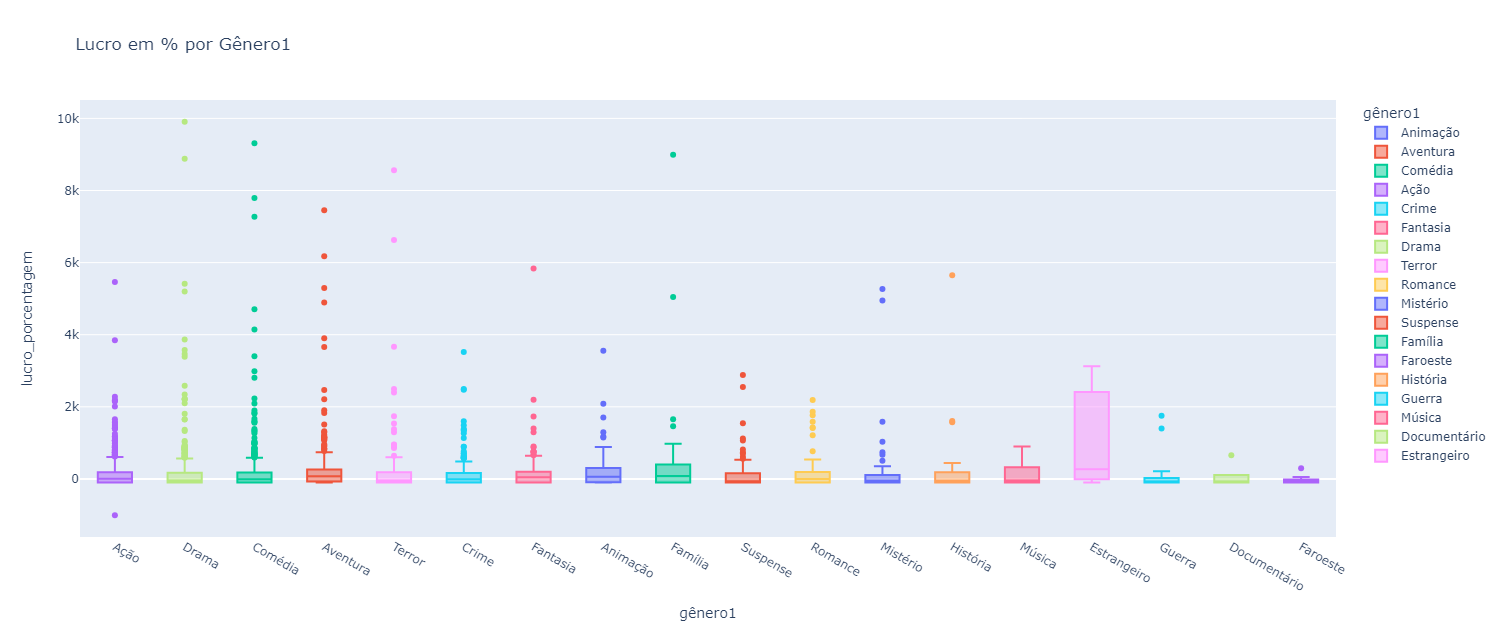 Lucro em % por Gênero1
10k
8k
6k
4k
2k
0
lucro_porcentagem
Ação
Drama
Comédia
Aventura
Terror
Crime
Fantasia
Animação
Família
Suspense
Romance
Mistério
História
Música
Estrangeiro
Guerra
Documentário
Faroeste
gênero1
gênero1
Animação
Aventura
Comédia
Ação
Crime
Fantasia
Drama
Terror
Romance
Mistério
Suspense
Família
Faroeste
História
Guerra
Música
Documentário
Estrangeiro